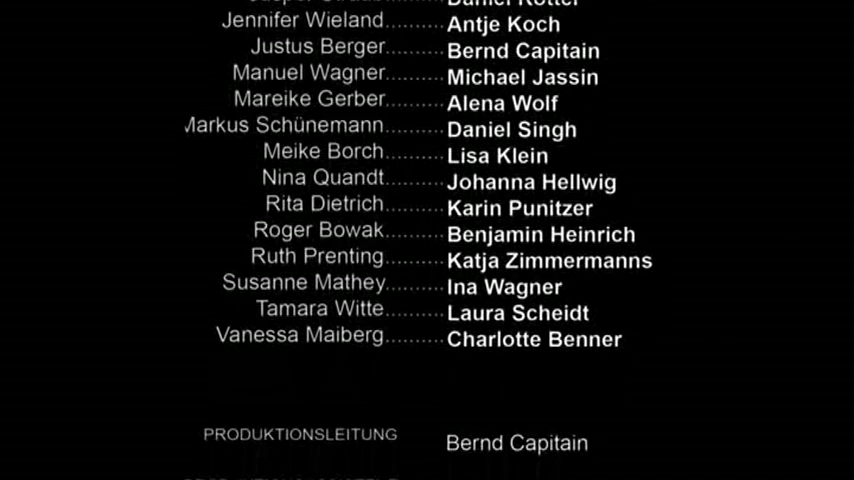 Daniel Rotter
Jennifer Wieland..........Antje Koch
Justus Berger..........Bernd Capitain
Manuel Wagner..........Michael Jassin
Mareike Gerber..........Alena Wolf
Markus Schünemann..........Daniel Singh
Meike Borch..........Lisa Klein
Nina Quandt..........Johanna Hellwig
Rita Dietrich..........Karin Punitzer
Roger Bowak..........Benjamin Heinrich
Ruth Prenting..........Katja Zimmermanns
Susanne Mathey..........Ina Wagner
Tamara Witte..........Laura Scheidt
Vanessa Maiberg..........Charlotte Benner
PRODUKTIONSLEITUNG Bernd Capitain